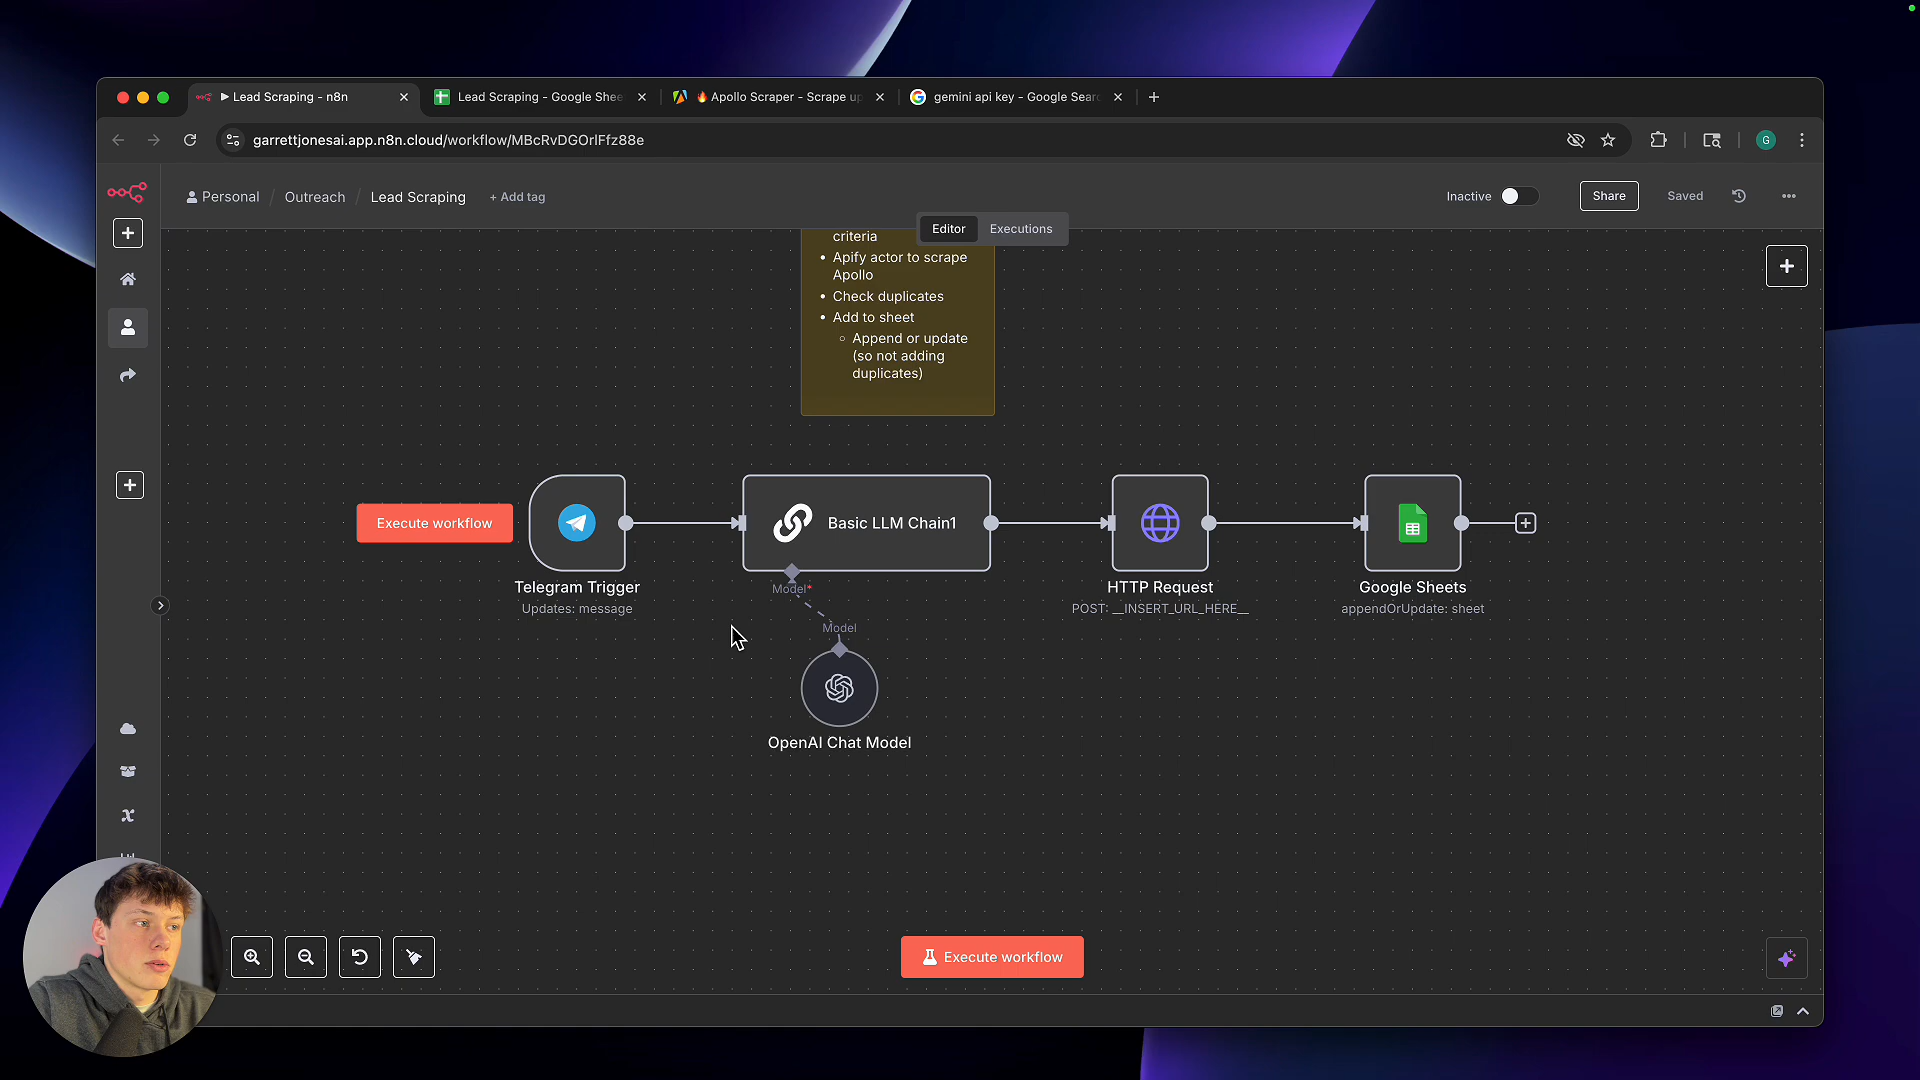 Lead Scraping - n8n
Lead Scraping - Google Shee
Apollo Scraper - Scrape up
gemini api key - Google Searc
garrettjonesai.app.n8n.cloud/workflow/MBcRvDGOrlFfz88e
G
Personal / Outreach / Lead Scraping + Add tag
Inactive
Share
Saved
Editor
Executions
criteria
• Apify actor to scrape
Apollo
• Check duplicates
• Add to sheet
◦ Append or update
(so not adding
duplicates)
Execute workflow
Basic LLM Chain1
Telegram Trigger
Updates: message
Model*
HTTP Request
POST: __INSERT_URL_HERE__
Google Sheets
appendOrUpdate: sheet
Model
OpenAI Chat Model
Execute workflow